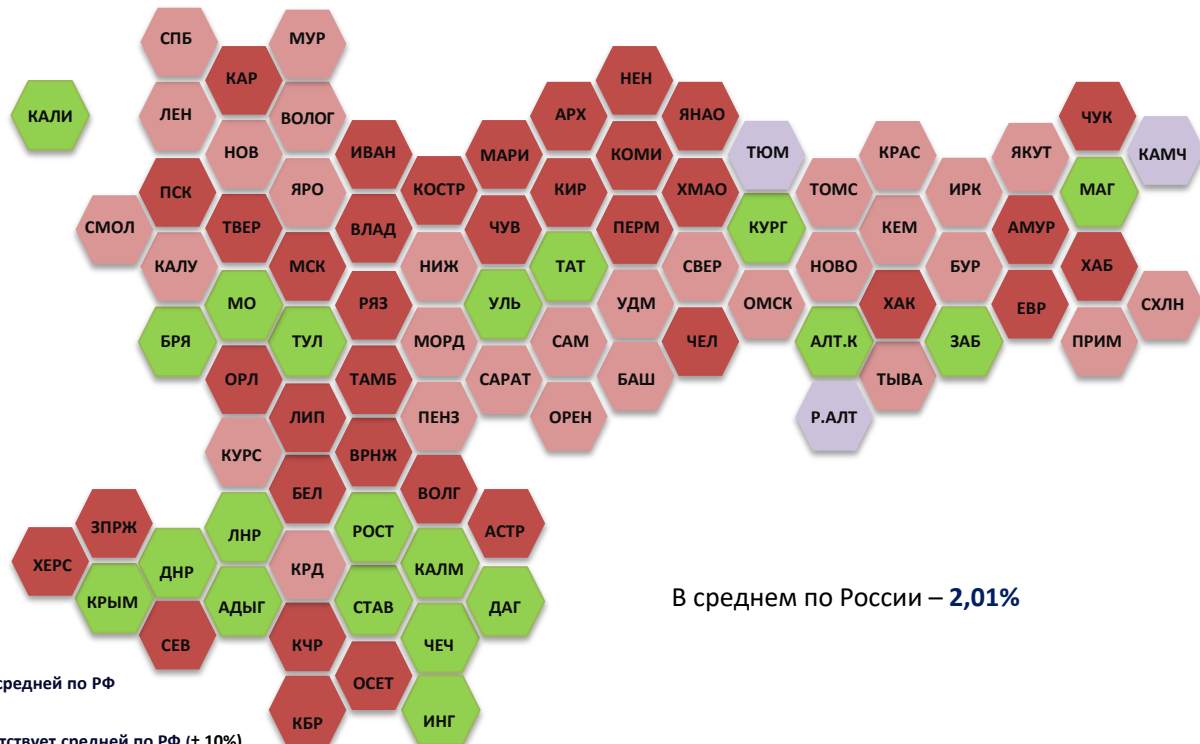 СПБ
МУР
КАР
НЕН
КАЛИ
ЛЕН
ВОЛОГ
АРХ
ЯНАО
ЧУК
НОВ
ИВАН
МАРИ
КОМИ
ТЮМ
КРАС
ЯКУТ
КАМЧ
ПСК
ЯРО
КОСТР
КИР
ХМАО
ТОМС
ИРК
МАГ
СМОЛ
ТВЕР
ВЛАД
ЧУВ
ПЕРМ
КУРГ
КЕМ
АМУР
КАЛУ
МСК
НИЖ
ТАТ
СВЕР
НОВО
БУР
ХАБ
МО
РЯЗ
УЛЬ
УДМ
ОМСК
ХАК
ЕВР
СХЛН
БРЯ
ТУЛ
МОРД
САМ
ЧЕЛ
АЛТ.К
ЗАБ
ПРИМ
ОРЛ
ТАМБ
САРАТ
БАШ
ТЫВА
ЛИП
ПЕНЗ
ОРЕН
Р.АЛТ
КУРС
ВРНЖ
БЕЛ
ВОЛГ
ЗПРЖ
ЛНР
РОСТ
АСТР
ХЕРС
ДНР
КРД
КАЛМ
КРЫМ
АДЫГ
СТАВ
ДАГ
В среднем по России – 2,01%
СЕВ
КЧР
ЧЕЧ
ОСЕТ
средней по РФ
КБР
ИНГ
тствует средней по РФ (± 10%)